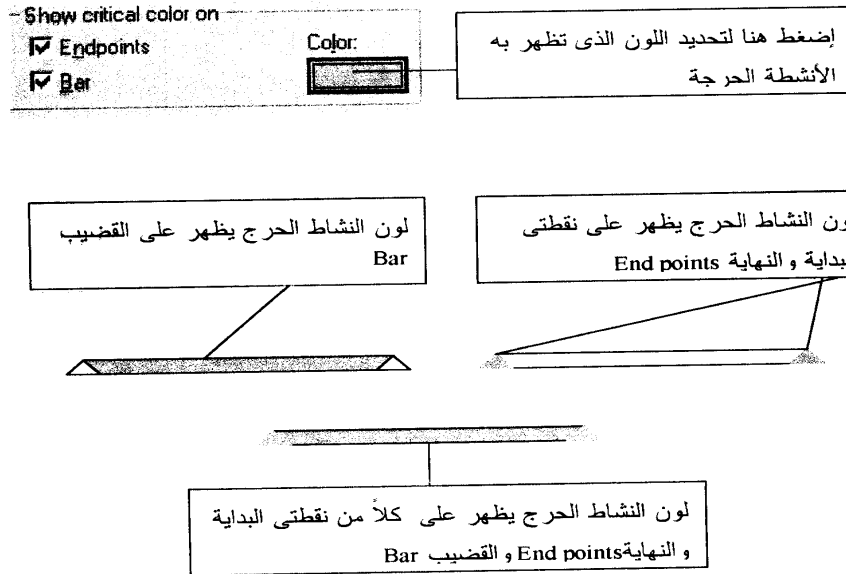 Show critical color on
Endpoints
Color:
Bar
إضغط هنا لتحديد اللون الذى تظهر به
الأنشطة الحرجة
لون النشاط الحرج يظهر على القضيب
Bar
ون النشاط الحرج يظهر على نقطتى
لبداية و النهاية End points
لون النشاط الحرج يظهر على كلاً من نقطتى البداية
و النهايةEnd points و القضيب Bar